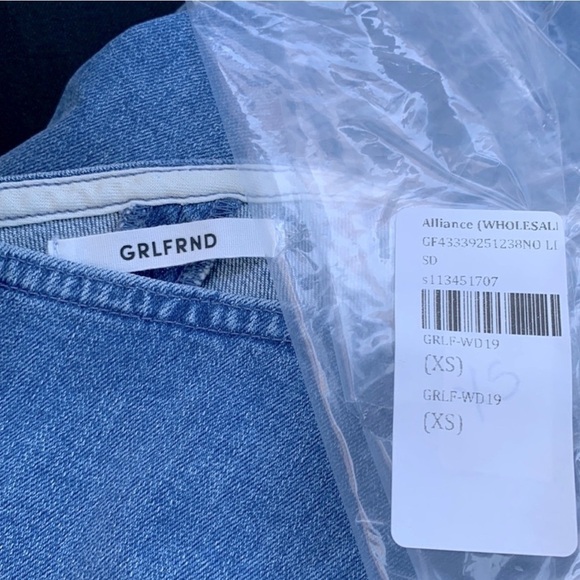 GRLFRND
Alliance (WHOLESAL
GF43339251238NO LI
SD
s113451707
GRLF-WD19
(XS)
GRLF-WD19
(XS)